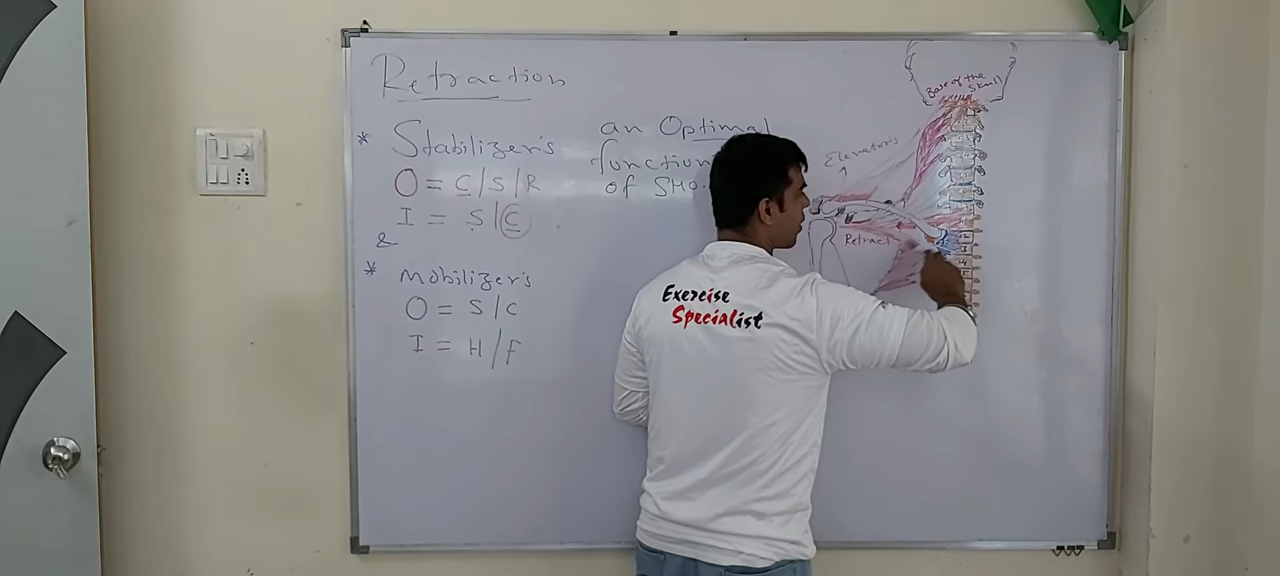 Retraction
* Stabilizer's
O = C/S/R
I = S/C
&
* Mobilizer's
O = S/C
I = H/F
an Optimal
function
of SHO.
Base of the
Skull
Elevators
Retract
Exercise
Specialist